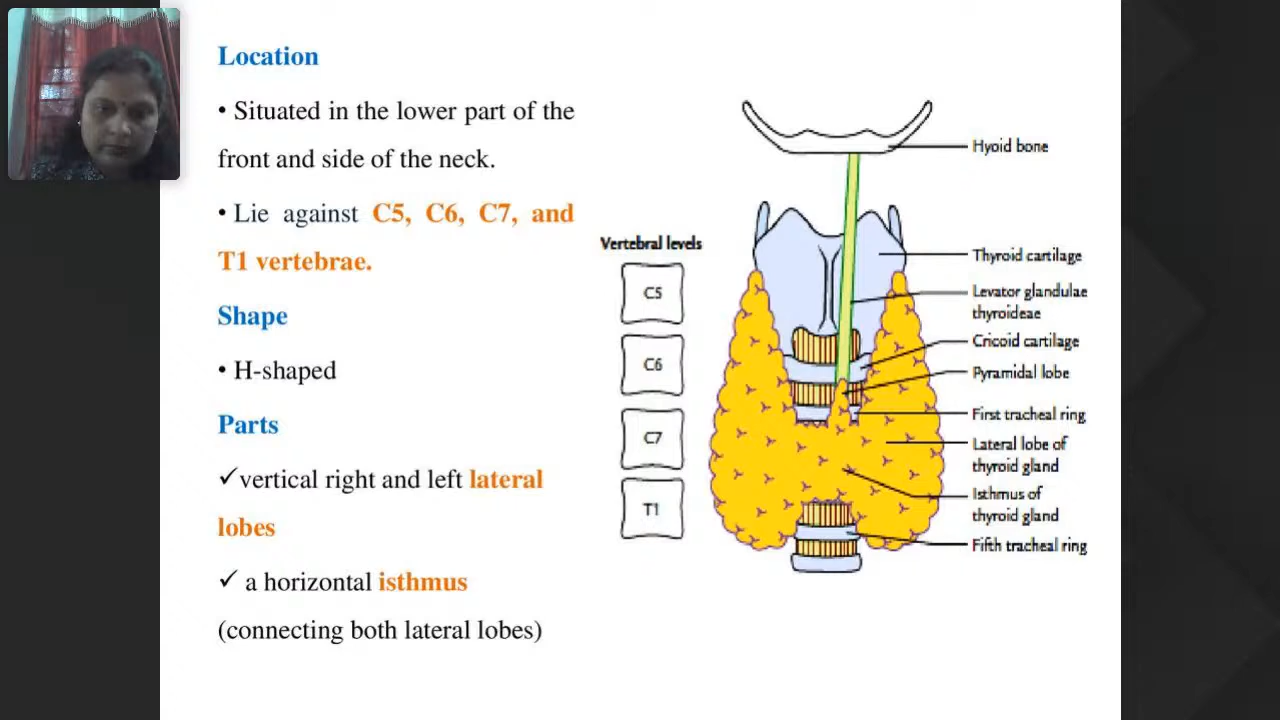 Location
• Situated in the lower part of the
front and side of the neck.
• Lie against C5, C6, C7, and
T1 vertebrae.
Shape
• H-shaped
Parts
✓vertical right and left lateral
lobes
✓ a horizontal isthmus
(connecting both lateral lobes)
Vertebral levels
C5
C6
C7
T1
Hyoid bone
Thyroid cartilage
Levator glandulae
thyroideae
Cricoid cartilage
Pyramidal lobe
First tracheal ring
Lateral lobe of
thyroid gland
Isthmus of
thyroid gland
Fifth tracheal ring